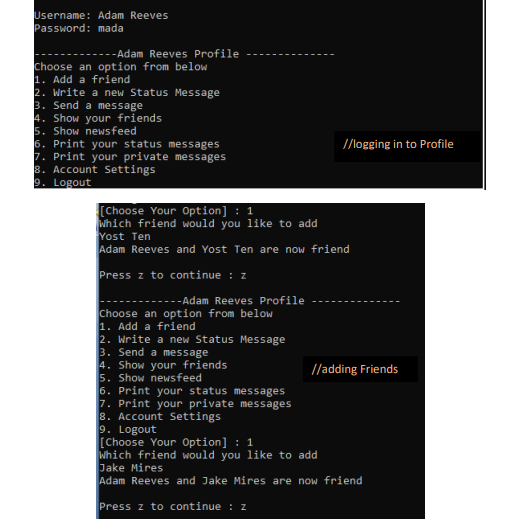 Username: Adam Reeves
Password: mada
-------------Adam Reeves Profile --------------
Choose an option from below
1. Add a friend
2. Write a new Status Message
3. Send a message
4. Show your friends
5. Show newsfeed
6. Print your status messages
7. Print your private messages
8. Account Settings
9. Logout
//logging in to Profile
[Choose Your Option] : 1
Which friend would you like to add
Yost Ten
Adam Reeves and Yost Ten are now friend
Press z to continue : z
-------------Adam Reeves Profile --------------
Choose an option from below
1. Add a friend
2. Write a new Status Message
3. Send a message
4. Show your friends
5. Show newsfeed
6. Print your status messages
7. Print your private messages
8. Account Settings
9. Logout
//adding Friends
[Choose Your Option] : 1
Which friend would you like to add
Jake Mires
Adam Reeves and Jake Mires are now friend
Press z to continue : z